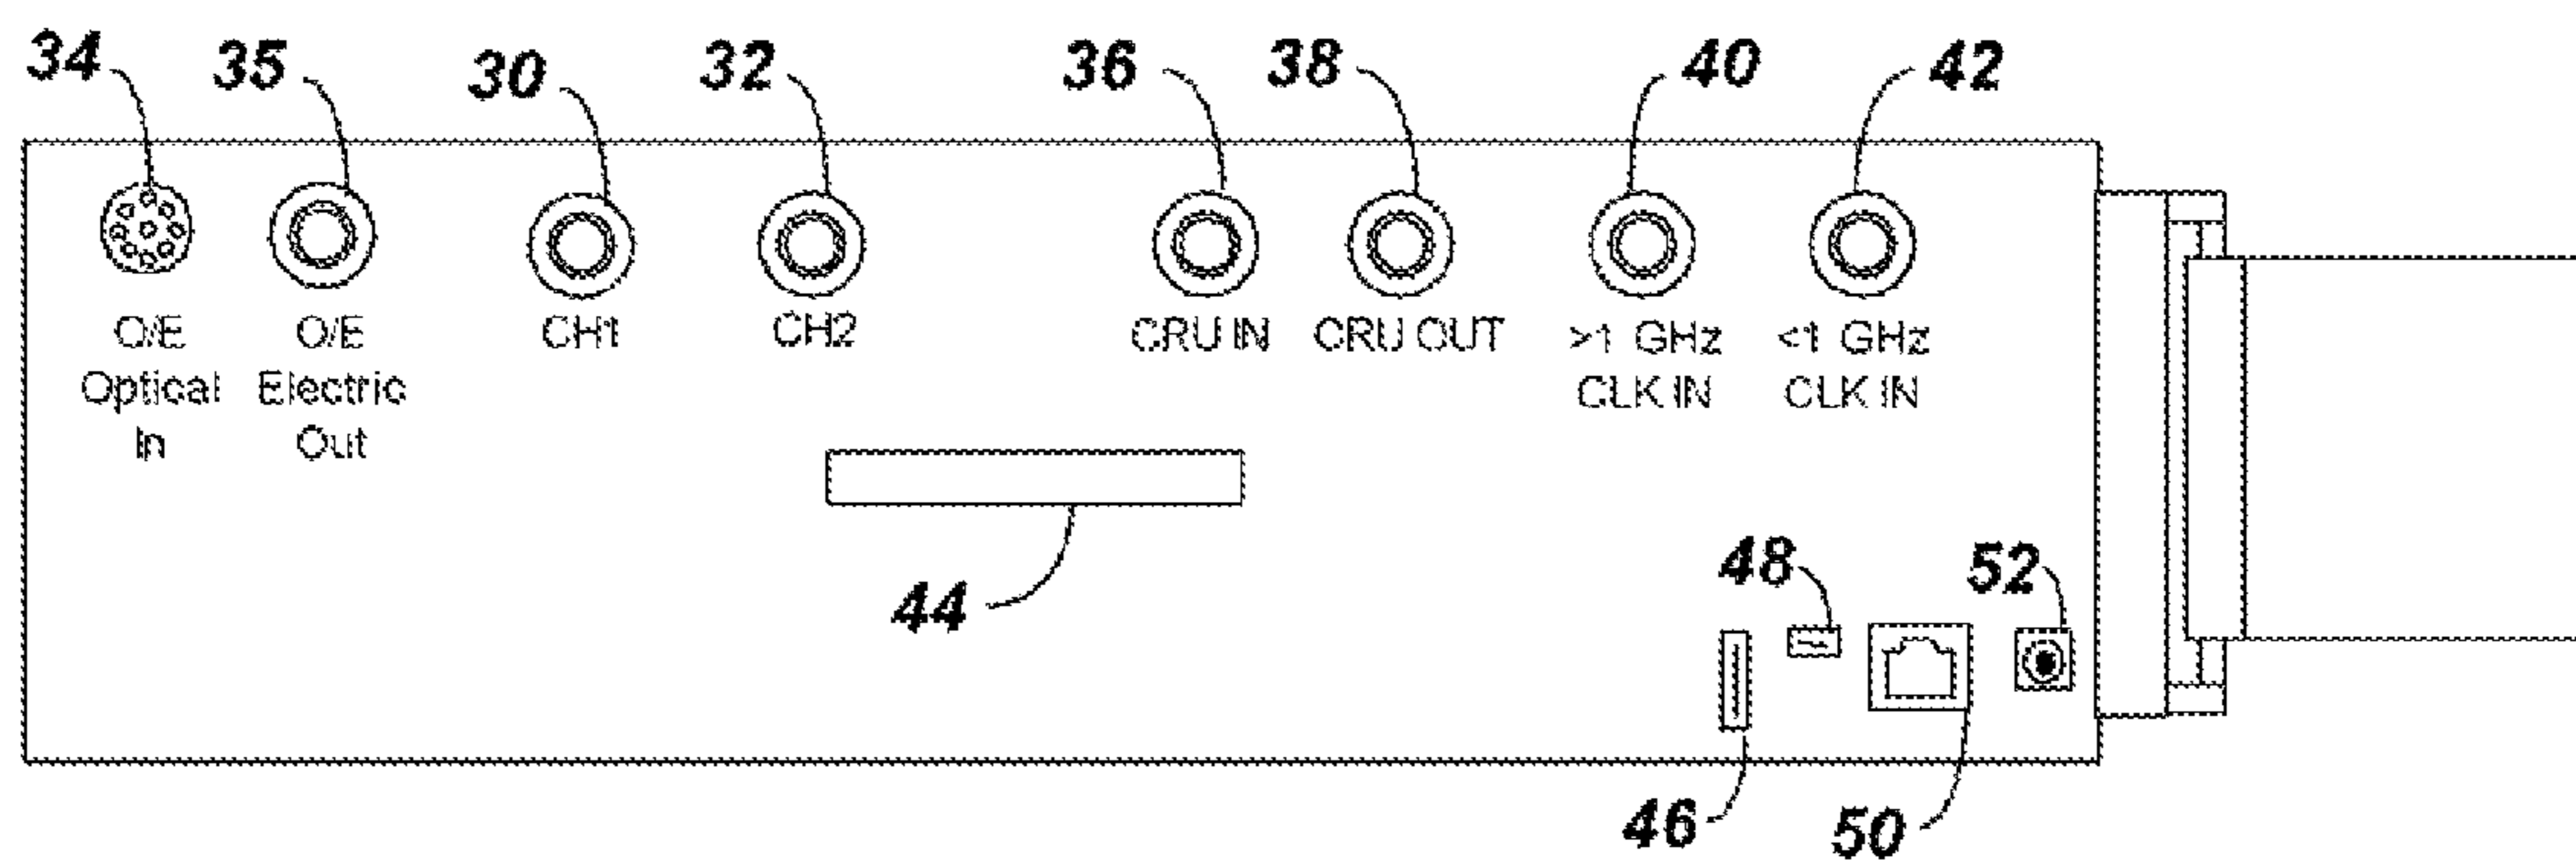 34 35 30 32 36 38 40 42
O/E Optical In
O/E Electric Out
CH1
CH2
CRU IN
CRU OUT
>1 GHz CLK IN
<1 GHz CLK IN
44
48
52
46
50